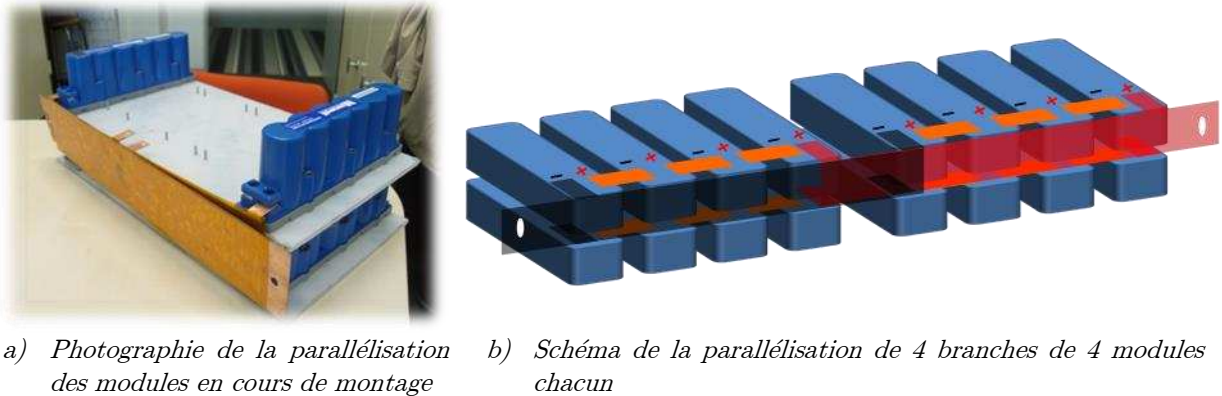 a) Photographie de la parallélisation
des modules en cours de montage
b) Schéma de la parallélisation de 4 branches de 4 modules
chacun